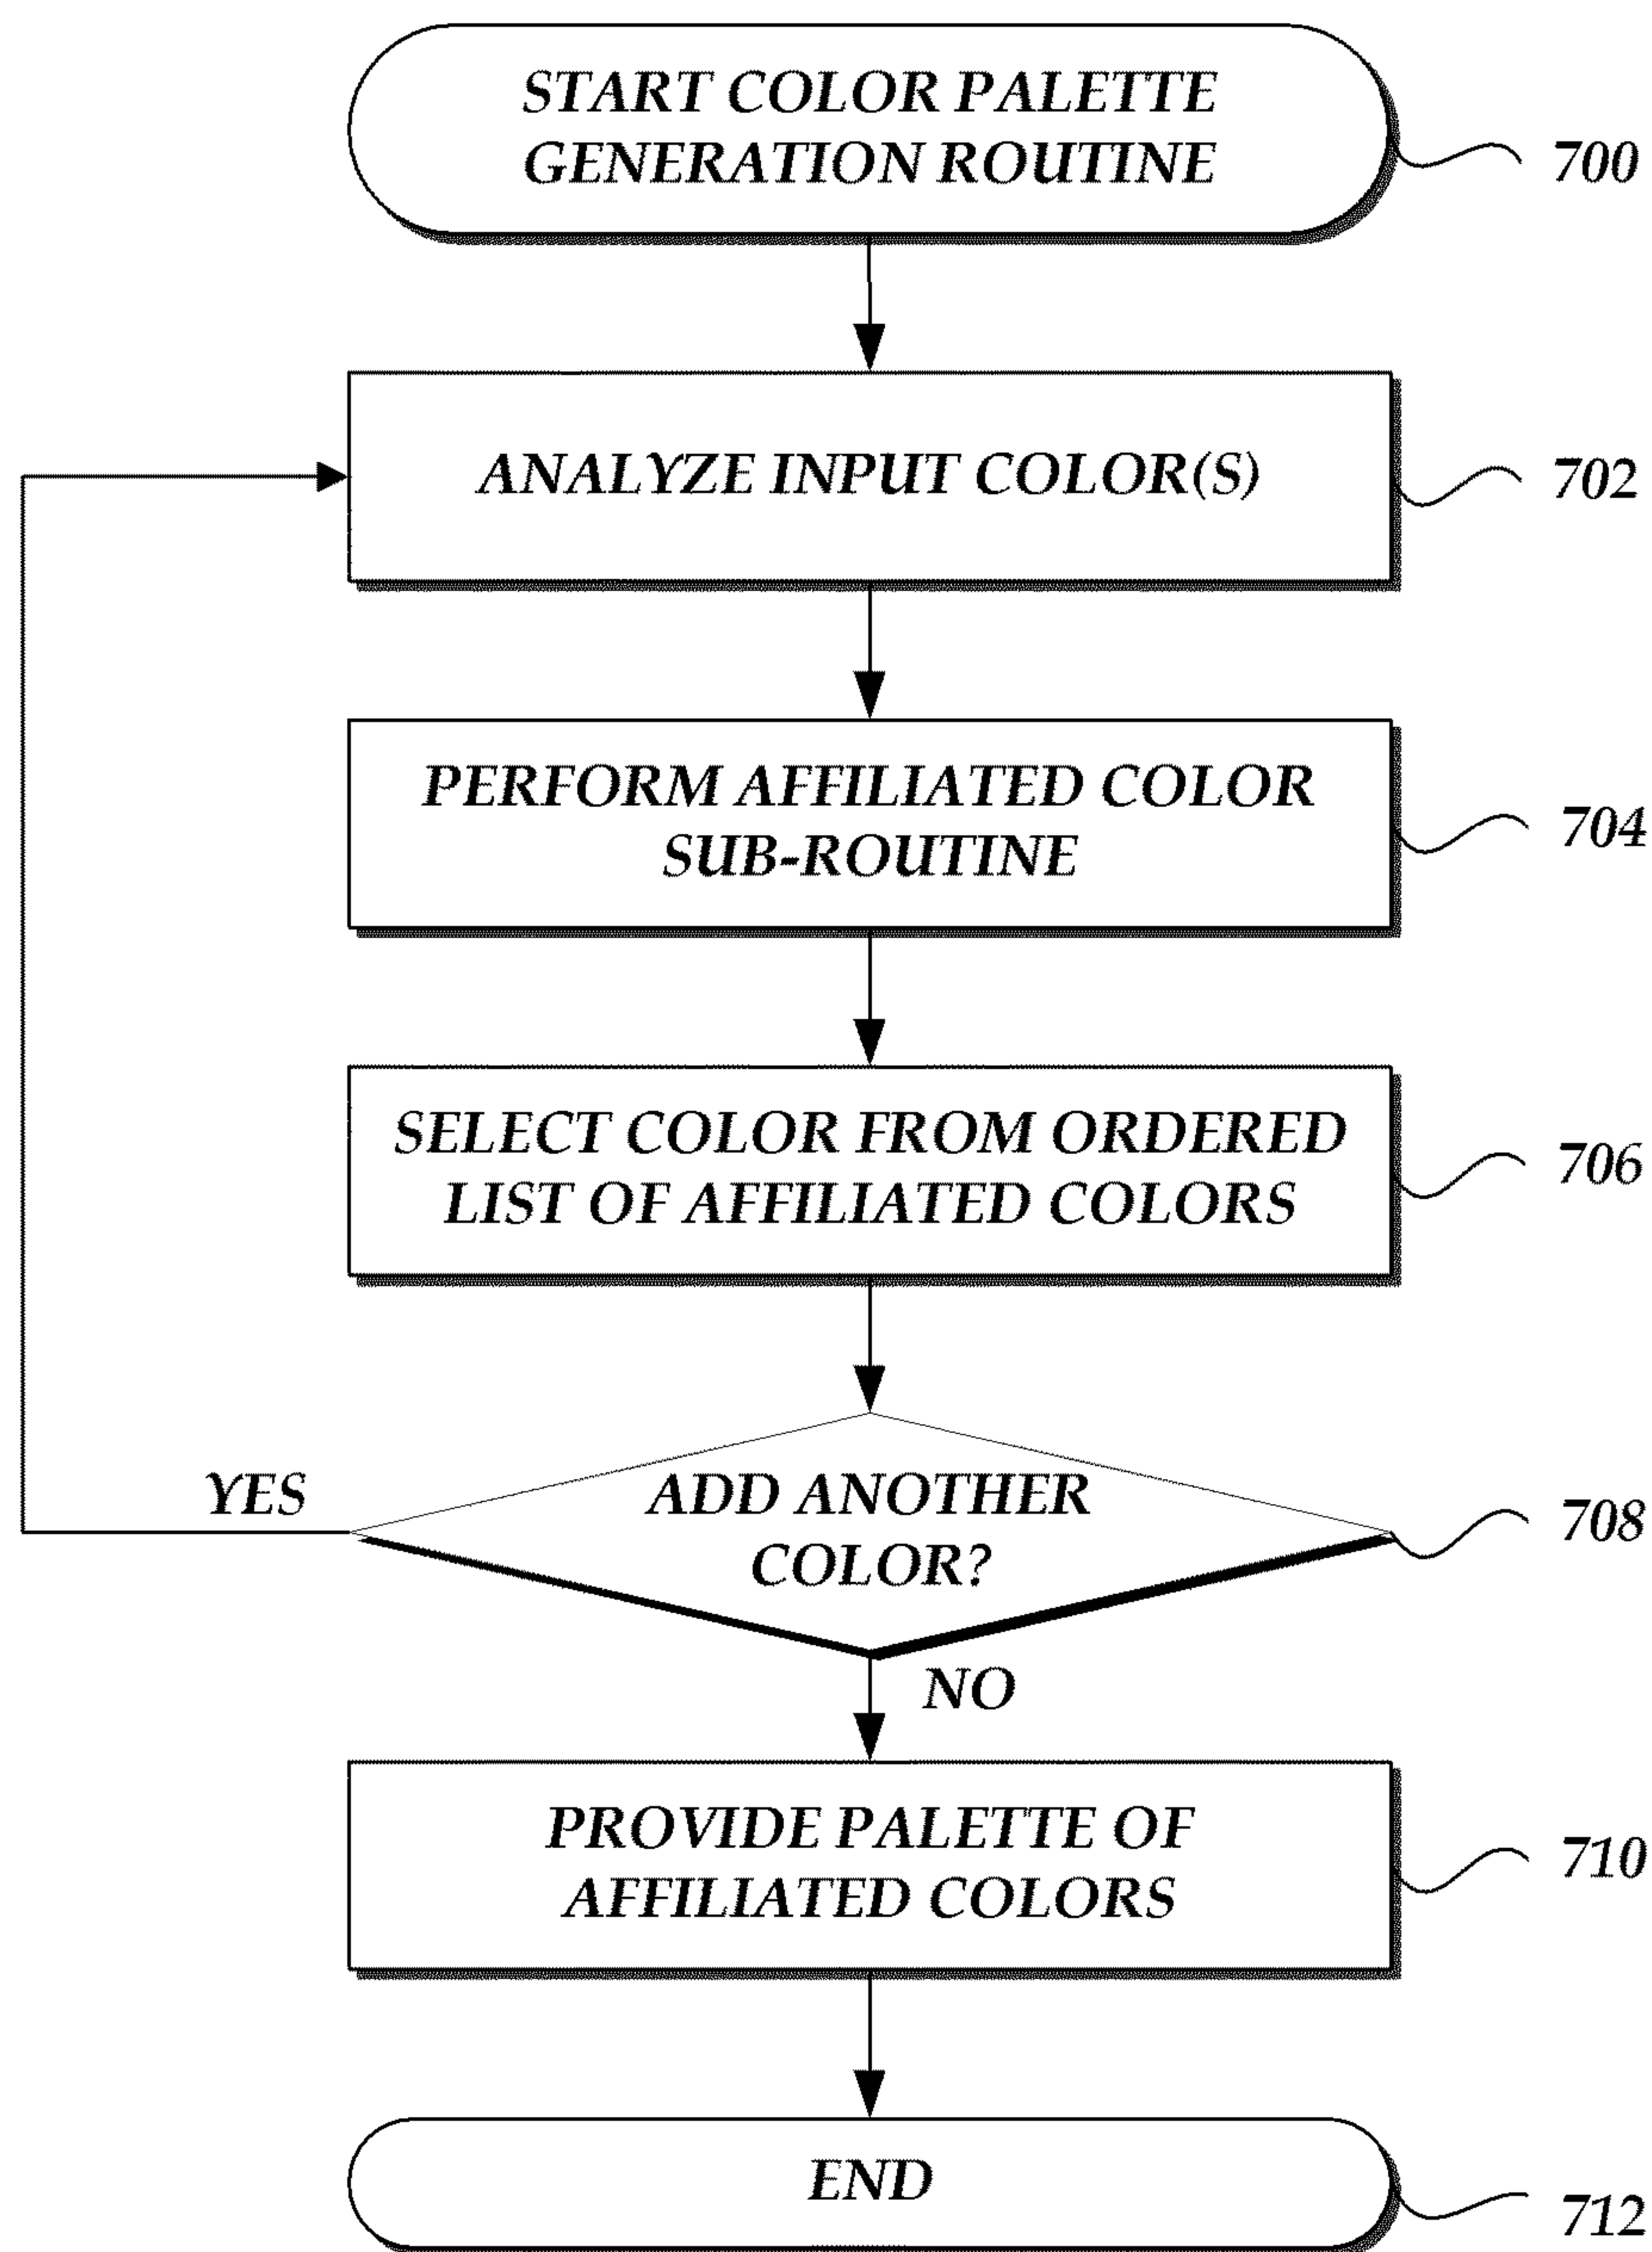 START COLOR PALETTE
GENERATION ROUTINE
700
ANALYZE INPUT COLOR(S)
702
PERFORM AFFILIATED COLOR
SUB-ROUTINE
704
SELECT COLOR FROM ORDERED
LIST OF AFFILIATED COLORS
706
YES
ADD ANOTHER
COLOR?
708
NO
PROVIDE PALETTE OF
AFFILIATED COLORS
710
END
712